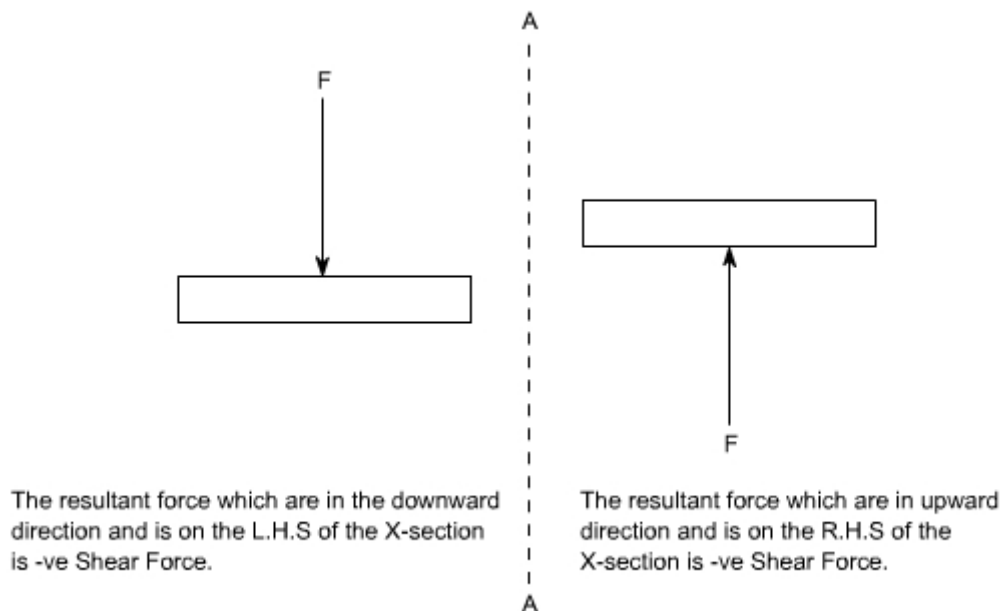 A
F
F
The resultant force which are in the downward
direction and is on the L.H.S of the X-section
is -ve Shear Force.
The resultant force which are in upward
direction and is on the R.H.S of the
X-section is -ve Shear Force.
A